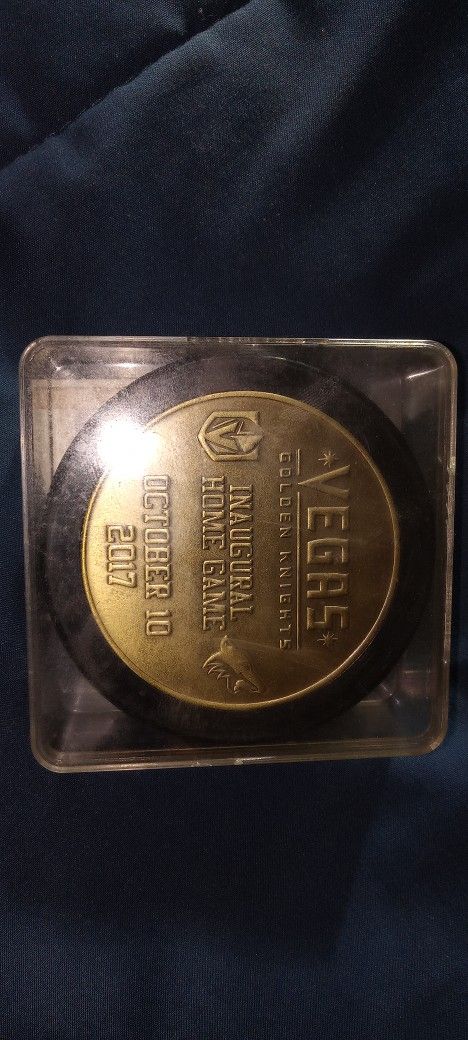 VEGAS
GOLDEN KNIGHTS
INAUGURAL
HOME GAME
OCTOBER 10
2017